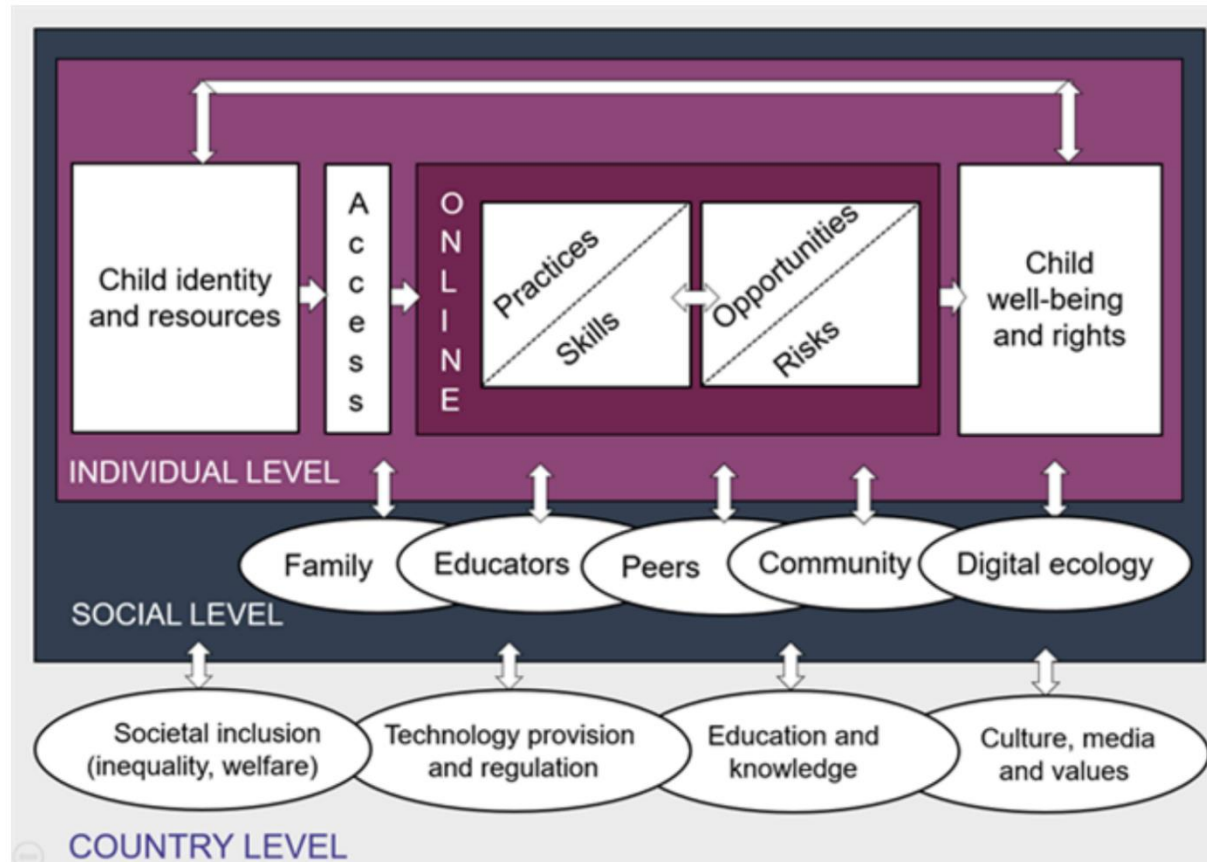 Child identity
and resources
Access
ONLINE
Practices
Skills
Opportunities
Risks
Child
well-being
and rights
INDIVIDUAL LEVEL
Family
Educators
Peers
Community
Digital ecology
SOCIAL LEVEL
Societal inclusion
(inequality, welfare)
Technology provision
and regulation
Education and
knowledge
Culture, media
and values
COUNTRY LEVEL